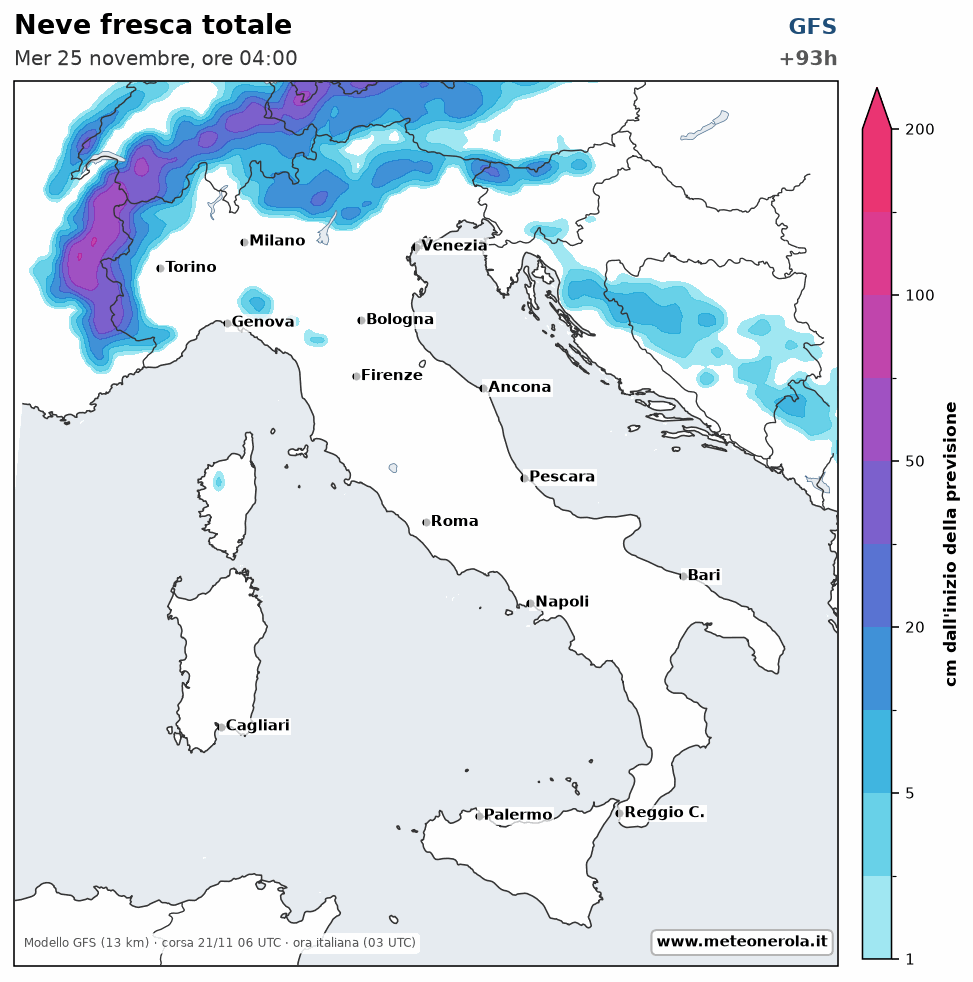 Neve fresca totale
GFS
Mer 25 novembre, ore 04:00
+93h
200
100
50
20
5
1
cm dall'inizio della previsione
Milano
Venezia
Torino
Genova
Bologna
Firenze
Ancona
Pescara
Roma
Bari
Napoli
Cagliari
Palermo
Reggio C.
Modello GFS (13 km) · corsa 21/11 06 UTC · ora italiana (03 UTC)
www.meteonerola.it